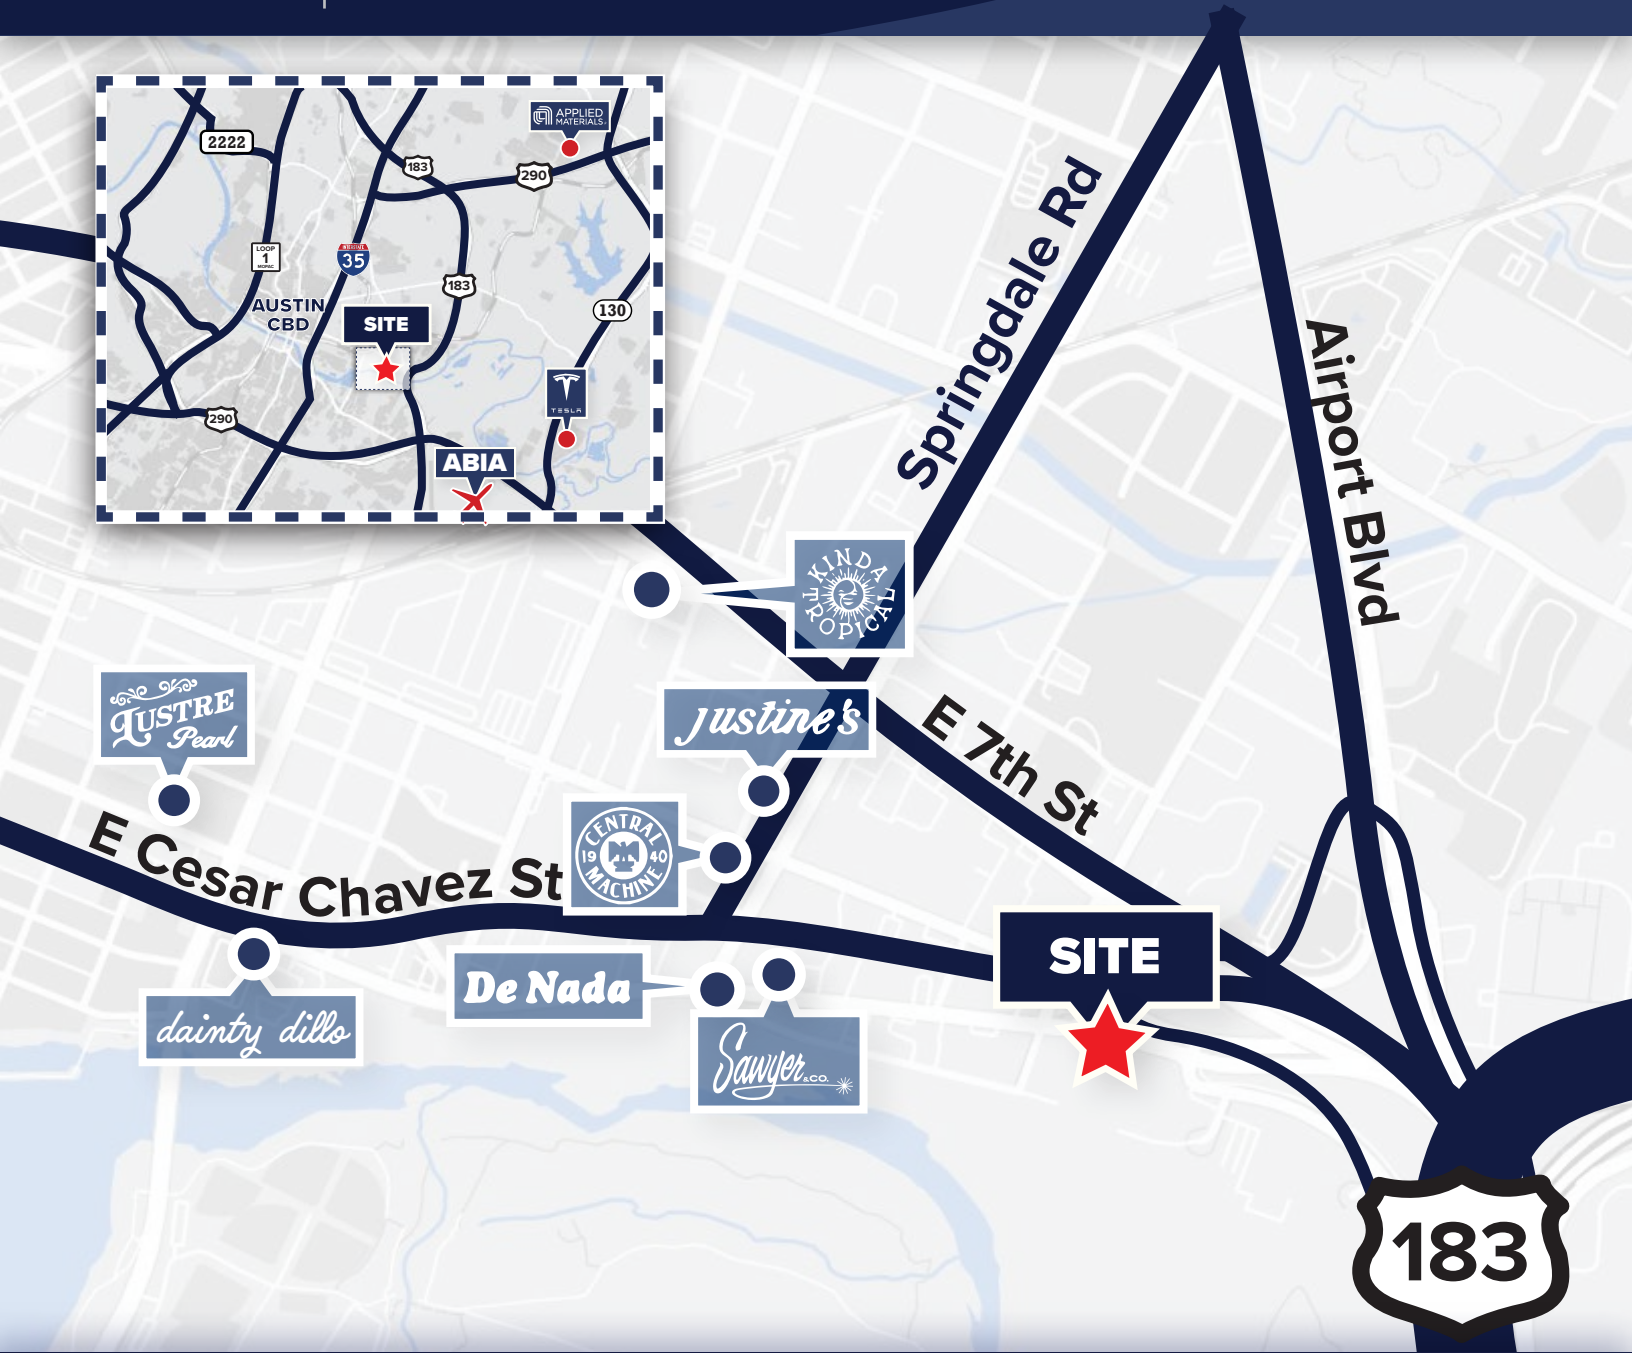 APPLIED
MATERIALS
2222
183
290
LOOP
1
MOPAC
INTERSTATE
35
183
AUSTIN
CBD
SITE
130
TESLA
290
ABIA
Springdale Rd
Airport Blvd
KINDA
TROPICAL
LUSTRE
Pearl
justine's
E 7th St
E Cesar Chavez St
CENTRAL
19 40
MACHINE
SITE
De Nada
dainty dillo
Sawyer & CO.
183